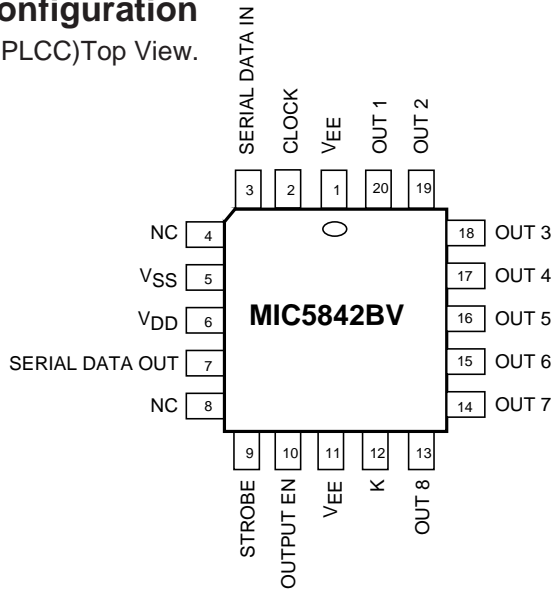 onfiguration
PLCC)Top View.
SERIAL DATA IN
CLOCK
VEE
OUT 1
OUT 2
3
2
1
20
19
NC 4
VSS 5
VDD 6
SERIAL DATA OUT 7
NC 8
MIC5842BV
18 OUT 3
17 OUT 4
16 OUT 5
15 OUT 6
14 OUT 7
9
10
11
12
13
STROBE
OUTPUT EN
VEE
K
OUT 8